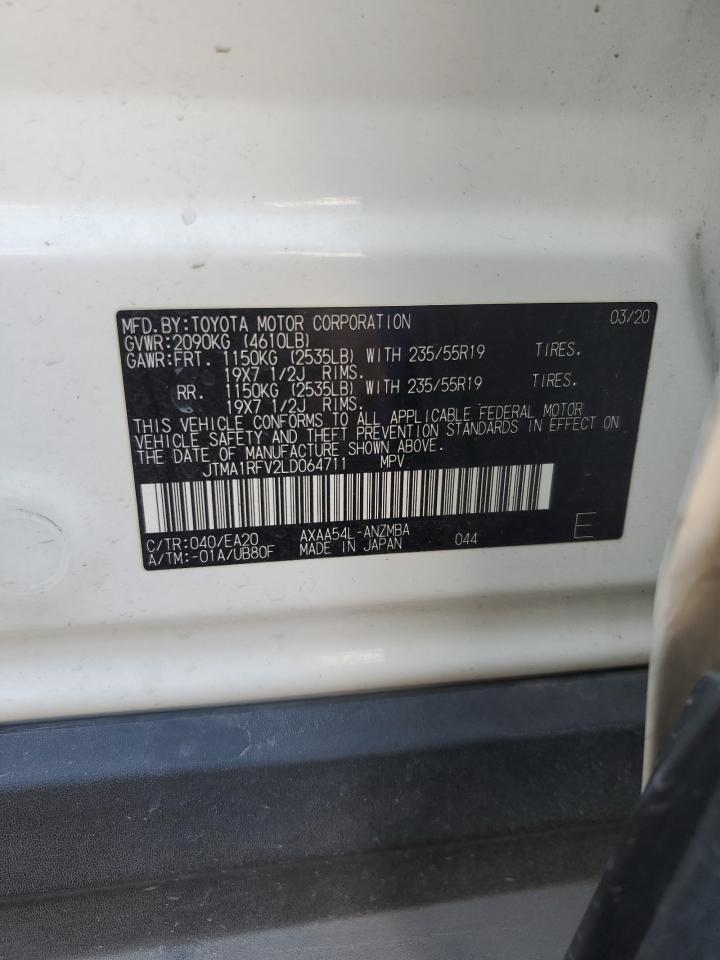 MFD.BY:TOYOTA MOTOR CORPORATION 03/20
GVWR:2090KG (4610LB)
GAWR:FRT. 1150KG (2535LB) WITH 235/55R19 TIRES.
19X7 1/2J RIMS.
RR. 1150KG (2535LB) WITH 235/55R19 TIRES.
19X7 1/2J RIMS.
THIS VEHICLE CONFORMS TO ALL APPLICABLE FEDERAL MOTOR
VEHICLE SAFETY AND THEFT PREVENTION STANDARDS IN EFFECT ON
THE DATE OF MANUFACTURE SHOWN ABOVE.
JTMA1RFV2LD064711 MPV
C/TR:040/EA20 AXAA54L-ANZMBA 044 E
A/TM:-01A/UB80F MADE IN JAPAN